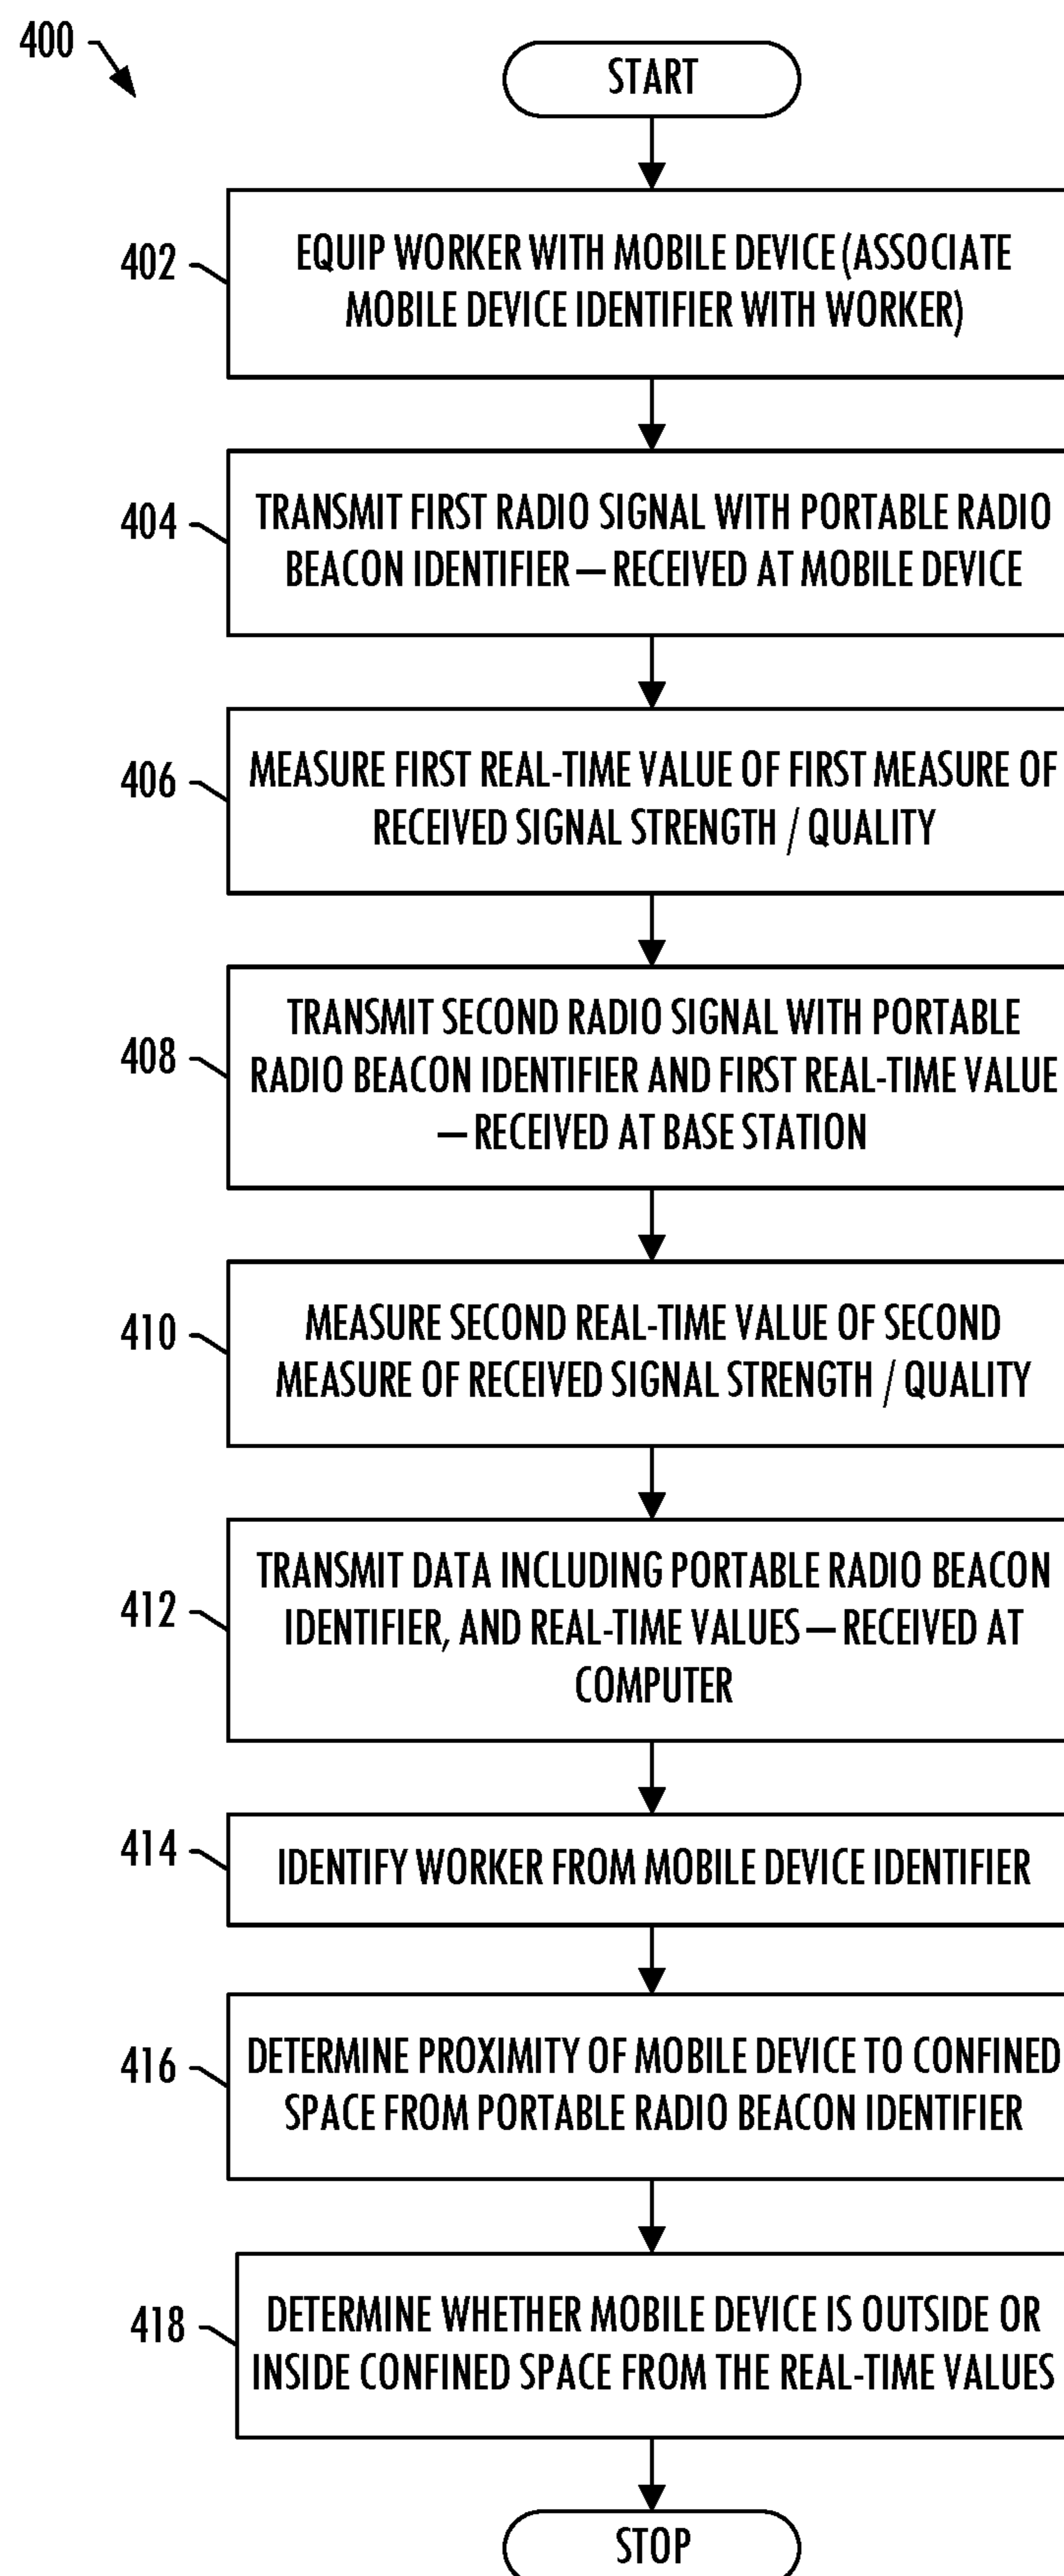 400
START
402
EQUIP WORKER WITH MOBILE DEVICE (ASSOCIATE
MOBILE DEVICE IDENTIFIER WITH WORKER)
404
TRANSMIT FIRST RADIO SIGNAL WITH PORTABLE RADIO
BEACON IDENTIFIER — RECEIVED AT MOBILE DEVICE
406
MEASURE FIRST REAL-TIME VALUE OF FIRST MEASURE OF
RECEIVED SIGNAL STRENGTH / QUALITY
408
TRANSMIT SECOND RADIO SIGNAL WITH PORTABLE
RADIO BEACON IDENTIFIER AND FIRST REAL-TIME VALUE
— RECEIVED AT BASE STATION
410
MEASURE SECOND REAL-TIME VALUE OF SECOND
MEASURE OF RECEIVED SIGNAL STRENGTH / QUALITY
412
TRANSMIT DATA INCLUDING PORTABLE RADIO BEACON
IDENTIFIER, AND REAL-TIME VALUES — RECEIVED AT
COMPUTER
414
IDENTIFY WORKER FROM MOBILE DEVICE IDENTIFIER
416
DETERMINE PROXIMITY OF MOBILE DEVICE TO CONFINED
SPACE FROM PORTABLE RADIO BEACON IDENTIFIER
418
DETERMINE WHETHER MOBILE DEVICE IS OUTSIDE OR
INSIDE CONFINED SPACE FROM THE REAL-TIME VALUES
STOP